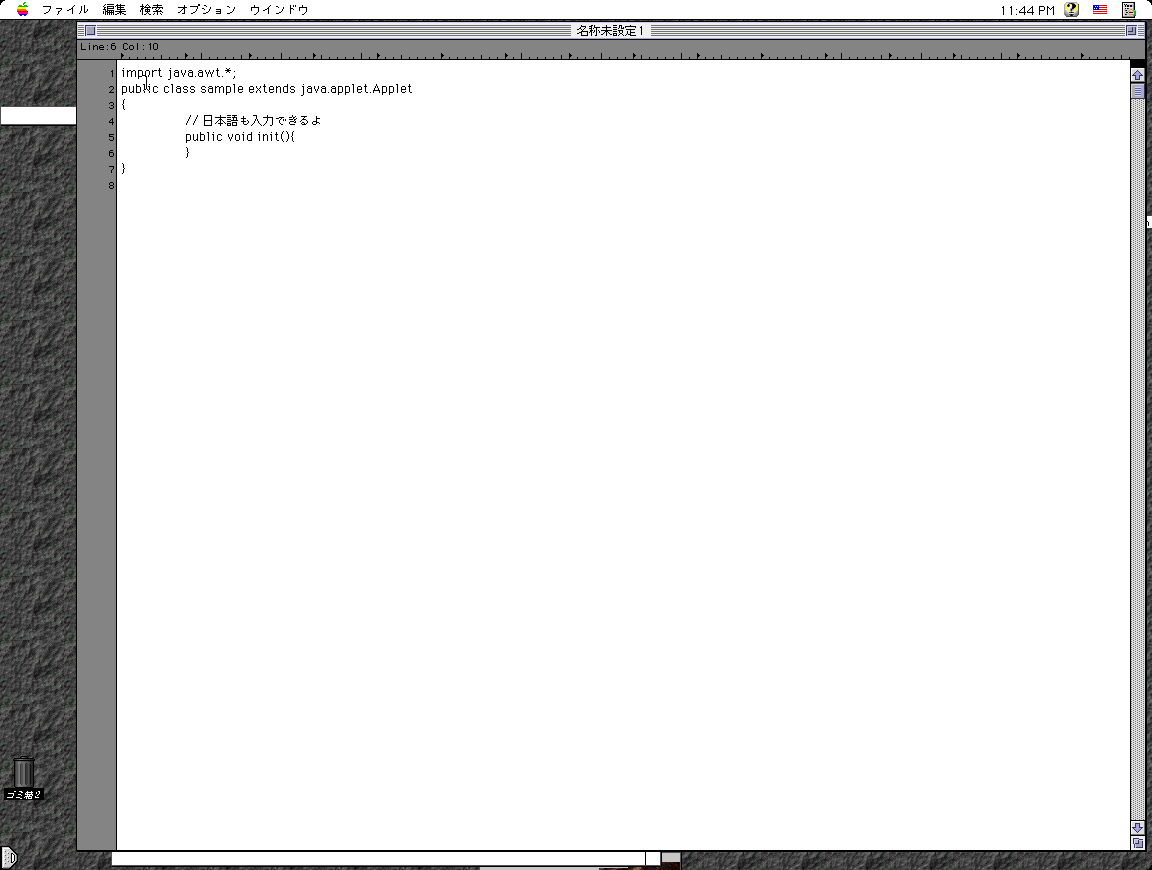 ファイル 編集 検索 オプション ウインドウ 11:44 PM
名称未設定1
Line:6 Col:10
1 import java.awt.*;
2 public class sample extends java.applet.Applet
3 {
4 // 日本語も入力できるよ
5 public void init(){
6 }
7 }
8
ゴミ箱2